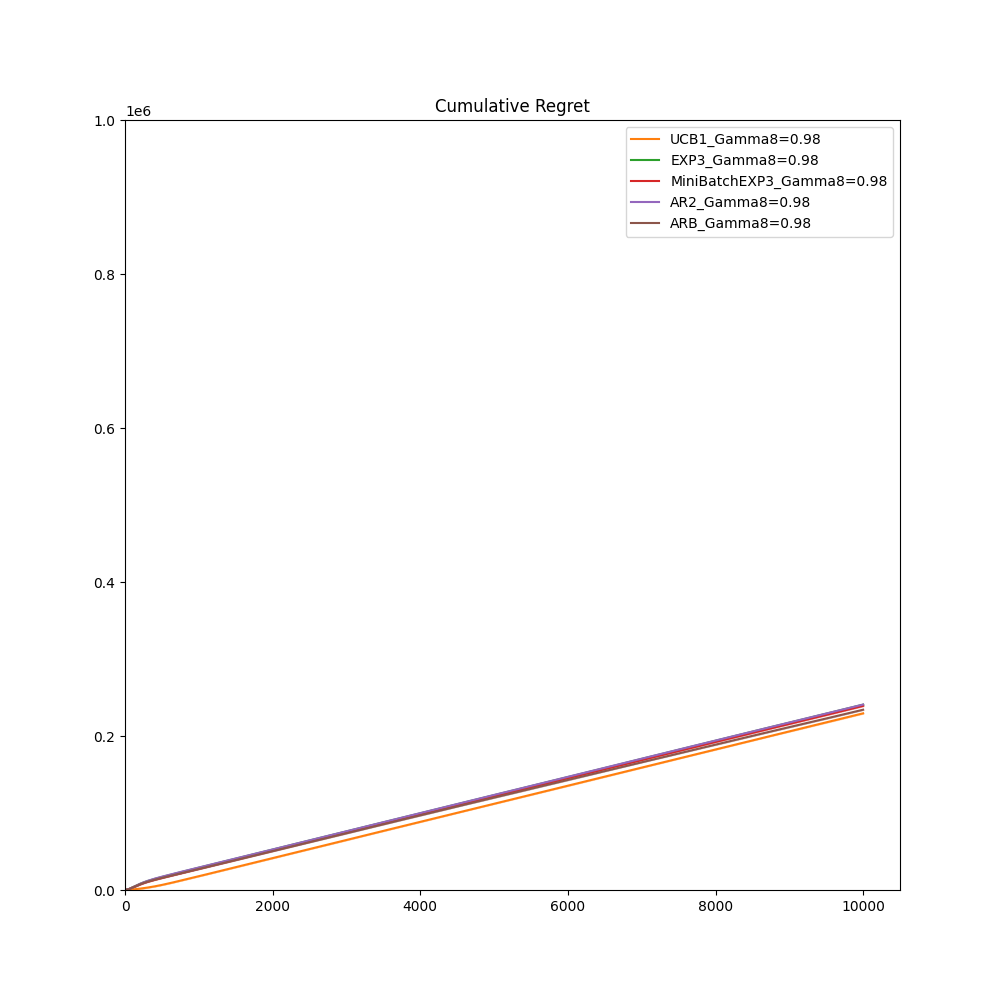 Cumulative Regret
1e6
1.0
0.8
0.6
0.4
0.2
0.0
UCB1_Gamma8=0.98
EXP3_Gamma8=0.98
MiniBatchEXP3_Gamma8=0.98
AR2_Gamma8=0.98
ARB_Gamma8=0.98
0 2000 4000 6000 8000 10000